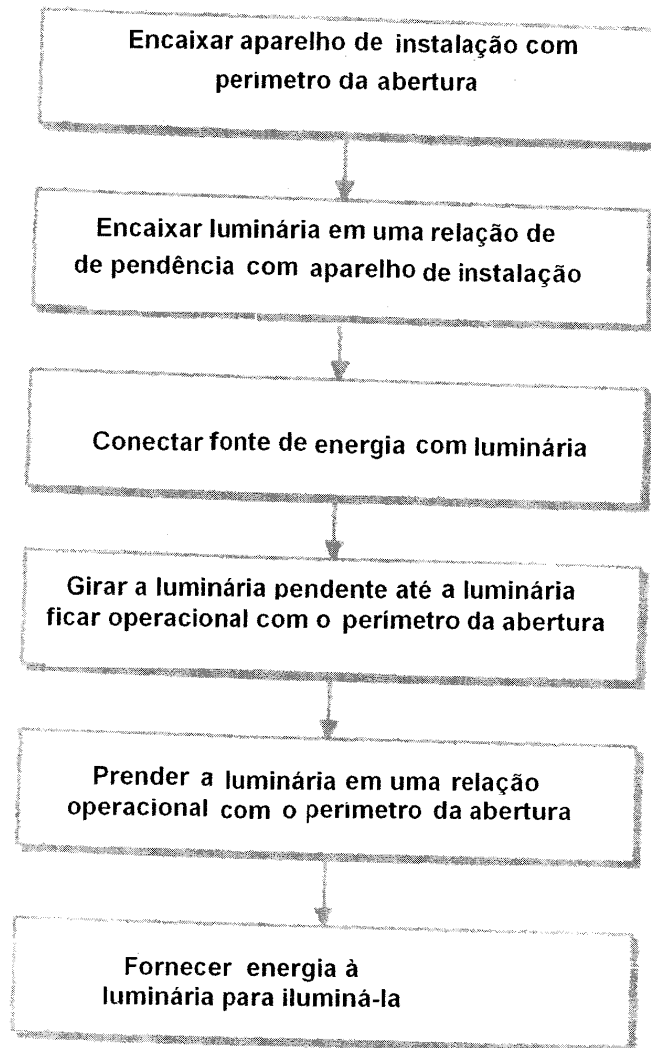 Encaixar aparelho de instalação com
perímetro da abertura
Encaixar luminária em uma relação de
de pendência com aparelho de instalação
Conectar fonte de energia com luminária
Girar a luminária pendente até a luminária
ficar operacional com o perímetro da abertura
Prender a luminária em uma relação
operacional com o perimetro da abertura
Fornecer energia à
luminária para iluminá-la